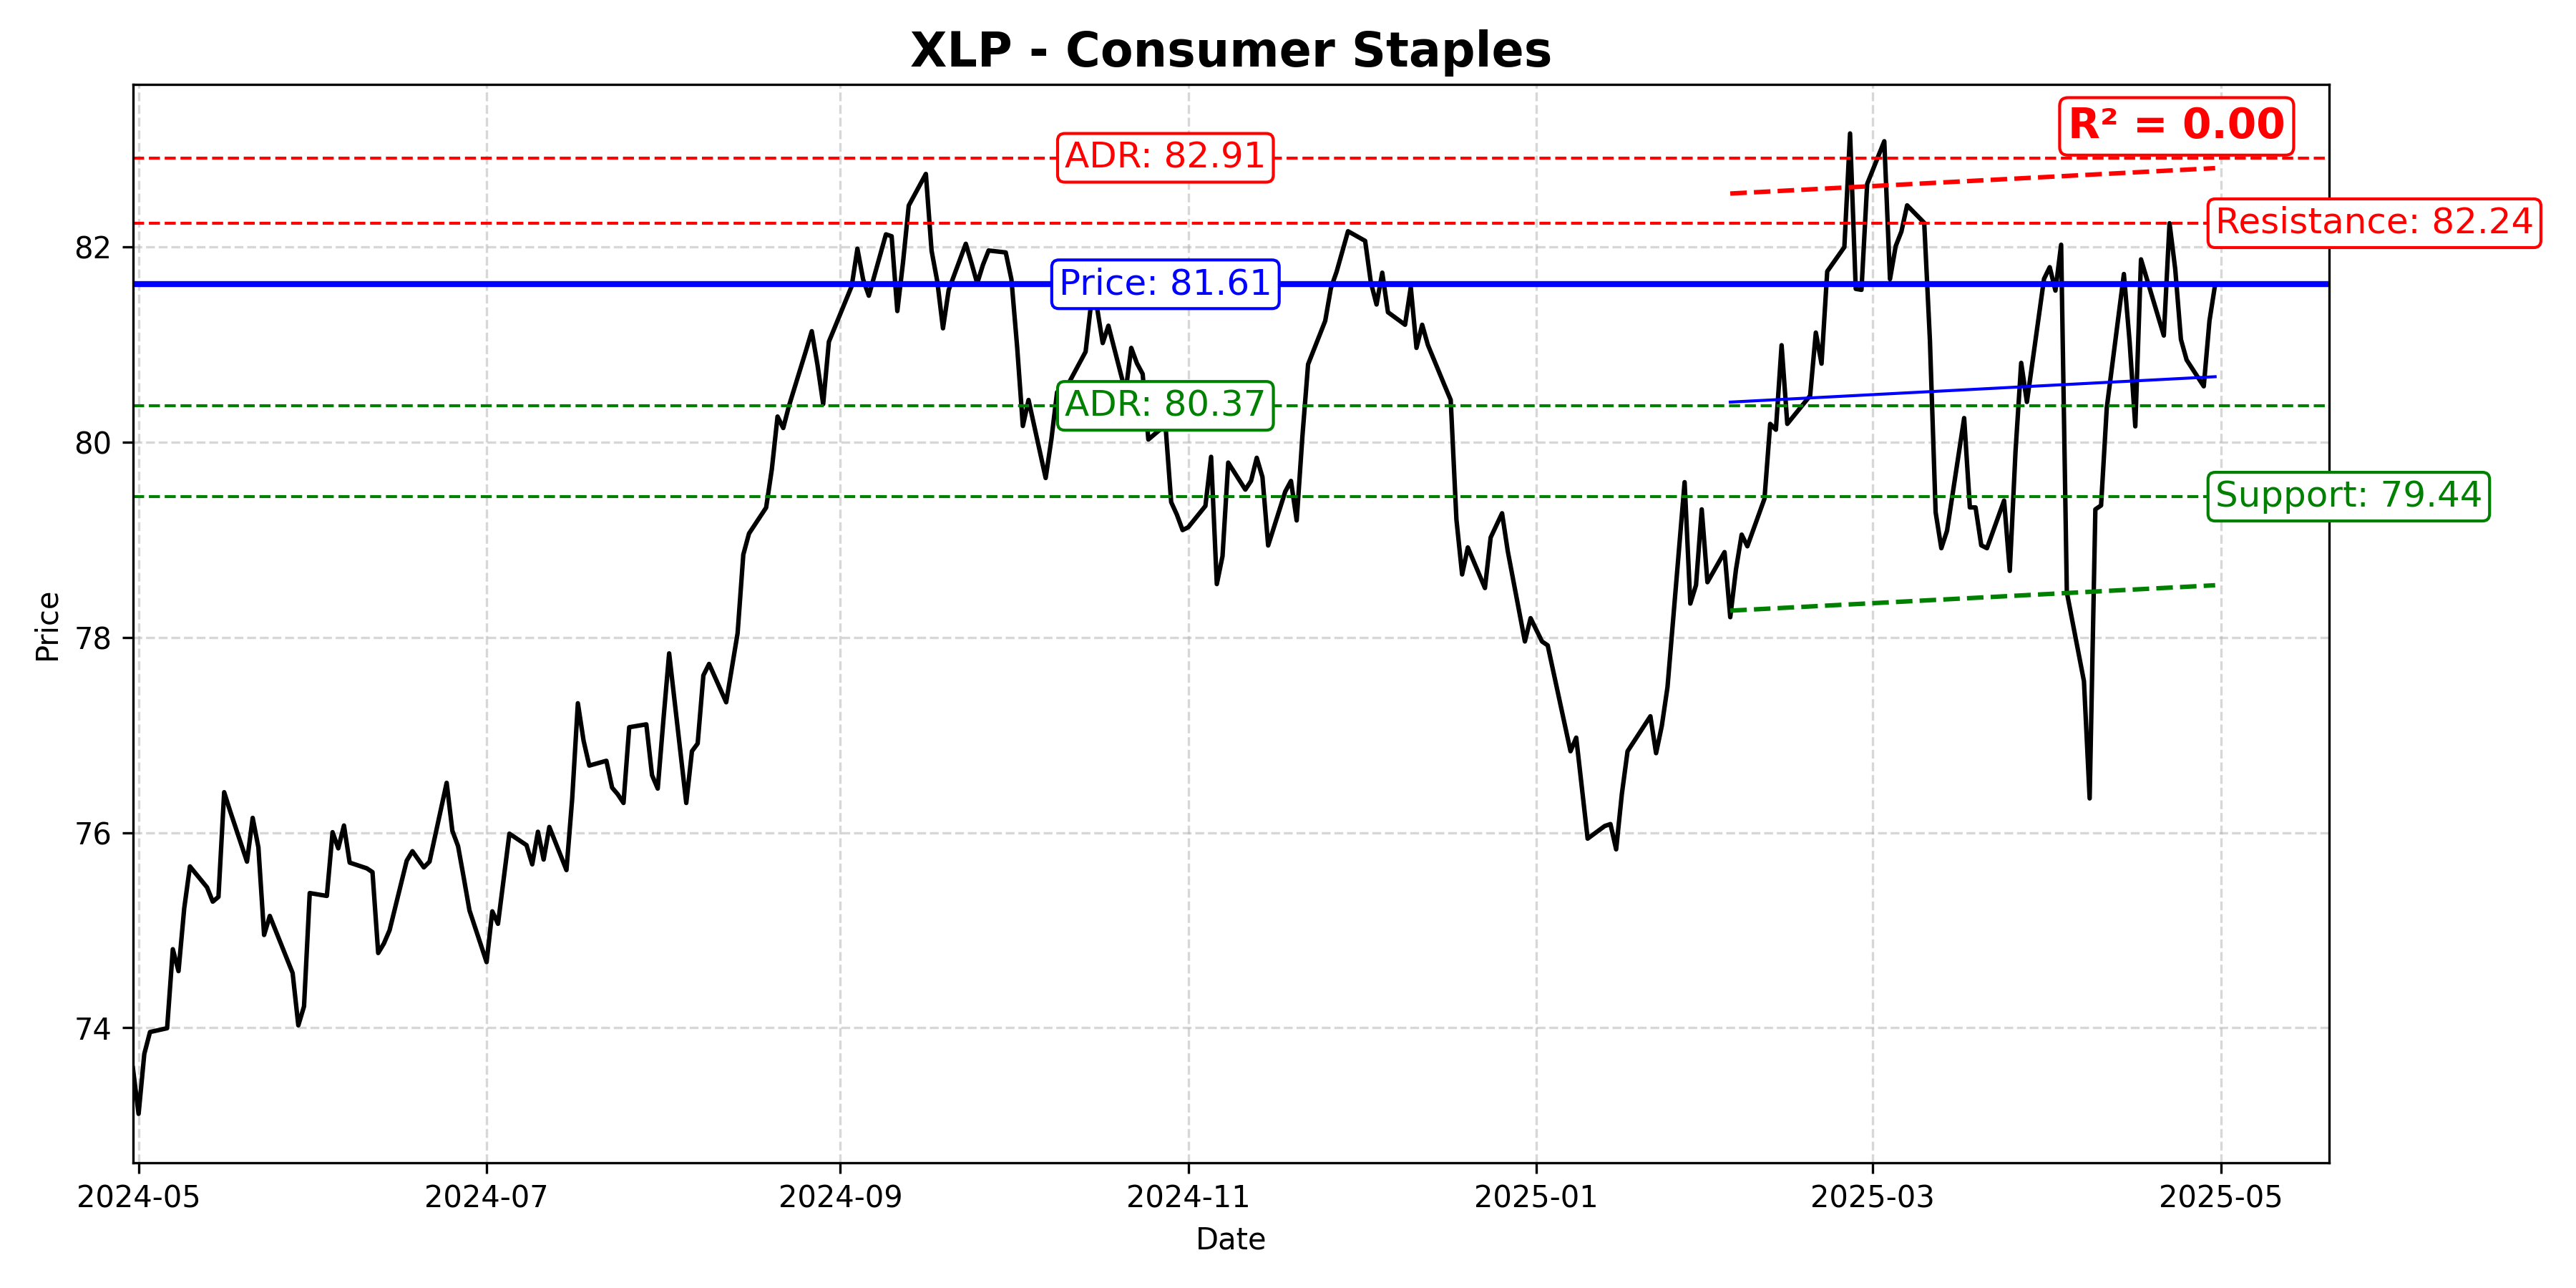 XLP - Consumer Staples
R² = 0.00
ADR: 82.91
Resistance: 82.24
Price: 81.61
ADR: 80.37
Support: 79.44
82
80
78
76
74
Price
2024-05
2024-07
2024-09
2024-11
2025-01
2025-03
2025-05
Date